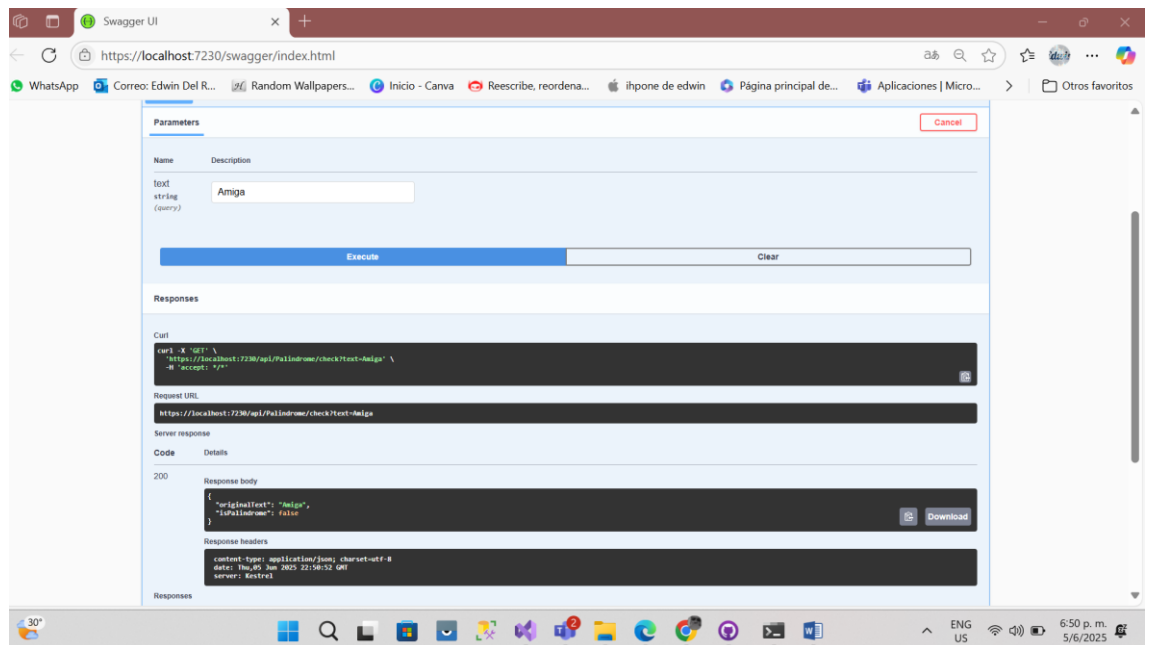 Swagger UI
https://localhost:7230/swagger/index.html
WhatsApp Correo: Edwin Del R... Random Wallpapers... Inicio - Canva Reescribe, reordena... ihpone de edwin Página principal de... Aplicaciones | Micro... Otros favoritos
Parameters
Cancel
Name Description
text
string
(query)
Amiga
Execute Clear
Responses
Curl
curl -X 'GET' \
'https://localhost:7230/api/Palindrome/check?text=Amiga' \
-H 'accept: */*'
Request URL
https://localhost:7230/api/Palindrome/check?text=Amiga
Server response
Code Details
200
Response body
{
"originalText": "Amiga",
"isPalindrome": false
}
Download
Response headers
content-type: application/json; charset=utf-8
date: Thu,05 Jun 2025 22:50:52 GMT
server: Kestrel
Responses
30°
2
ENG
US
6:50 p. m.
5/6/2025